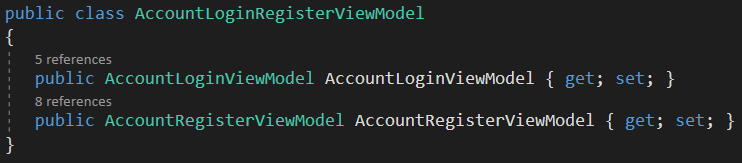 public class AccountLoginRegisterViewModel
{
5 references
public AccountLoginViewModel AccountLoginViewModel { get; set; }
8 references
public AccountRegisterViewModel AccountRegisterViewModel { get; set; }
}